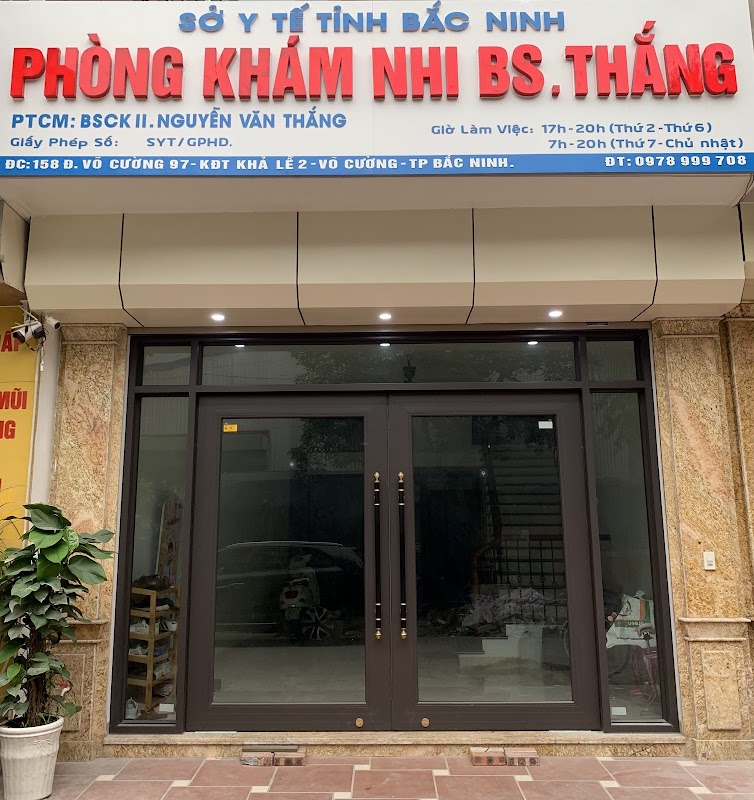 SỞ Y TẾ TỈNH BẮC NINH
PHÒNG KHÁM NHI BS. THẮNG
PTCM: BSCK II. NGUYỄN VĂN THẮNG
Giấy Phép Số: SYT/GPHD.
Giờ Làm Việc: 17h-20h (Thứ 2-Thứ 6)
7h-20h (Thứ 7-Chủ nhật)
ĐC: 158 Đ. VÕ CƯỜNG 97-KĐT KHẢ LỄ 2-VÕ CƯỜNG-TP BẮC NINH. ĐT: 0978 999 708
MŨI